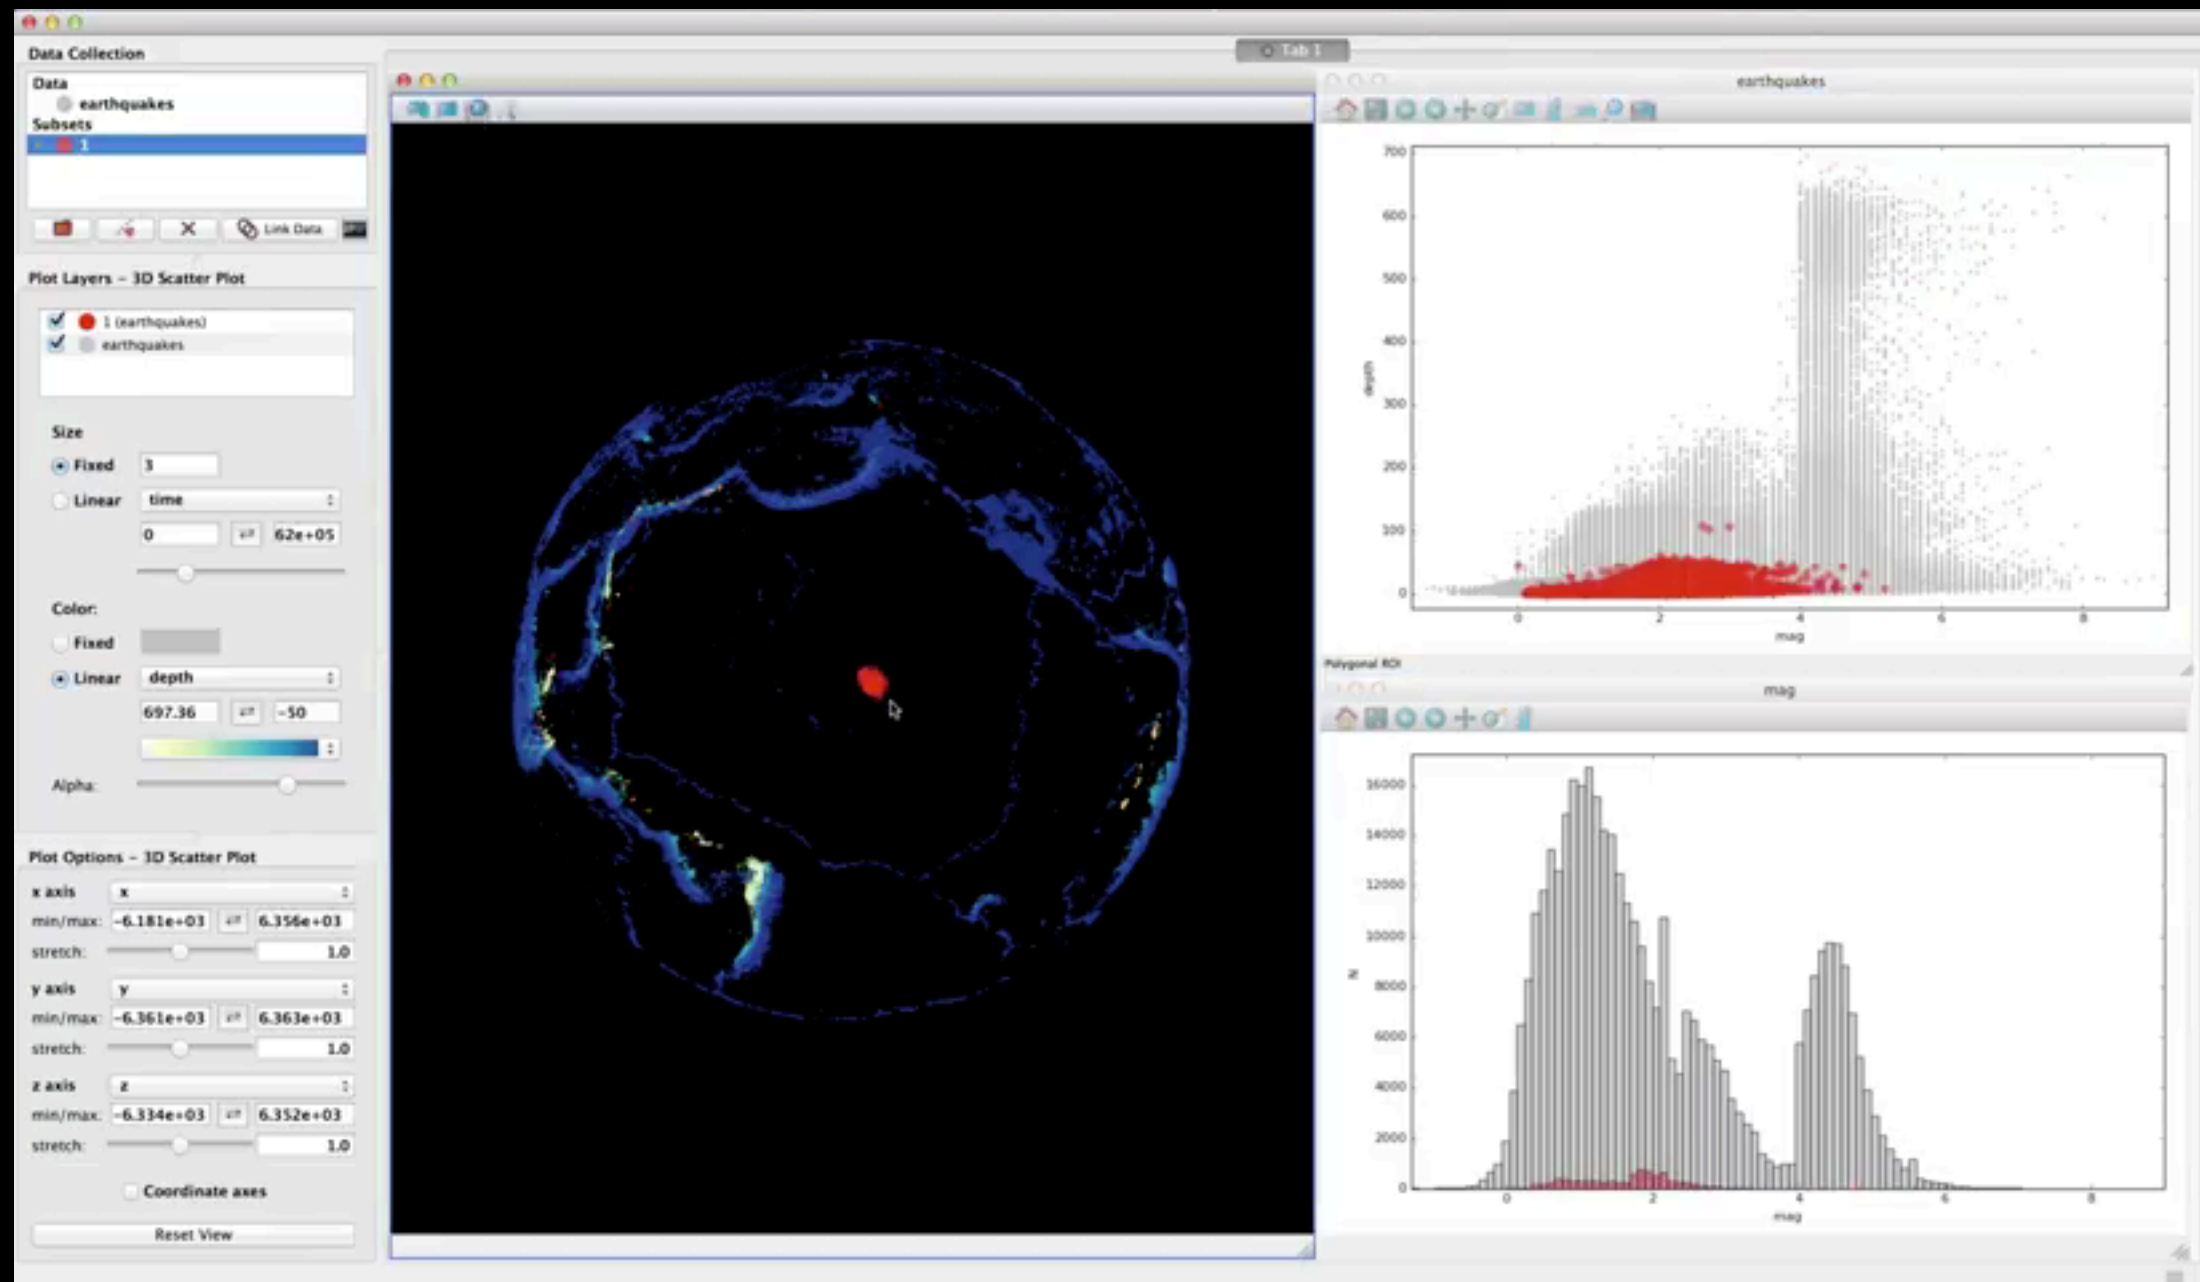 Data Collection
Data
earthquakes
Subsets
1
Link Data
Plot Layers - 3D Scatter Plot
1 (earthquakes)
earthquakes
Size
Fixed 3
Linear time
0 62e+05
Color:
Fixed
Linear depth
697.36 -50
Alpha:
Plot Options - 3D Scatter Plot
x axis x
min/max: -6.181e+03 6.356e+03
stretch: 1.0
y axis y
min/max: -6.361e+03 6.363e+03
stretch: 1.0
z axis z
min/max: -6.334e+03 6.352e+03
stretch: 1.0
Coordinate axes
Reset View
Tab 1
earthquakes
700
600
500
400
300
200
100
0
depth
0 2 4 6 8
mag
Polygonal ROI
mag
16000
14000
12000
10000
8000
6000
4000
2000
0
N
0 2 4 6 8
mag